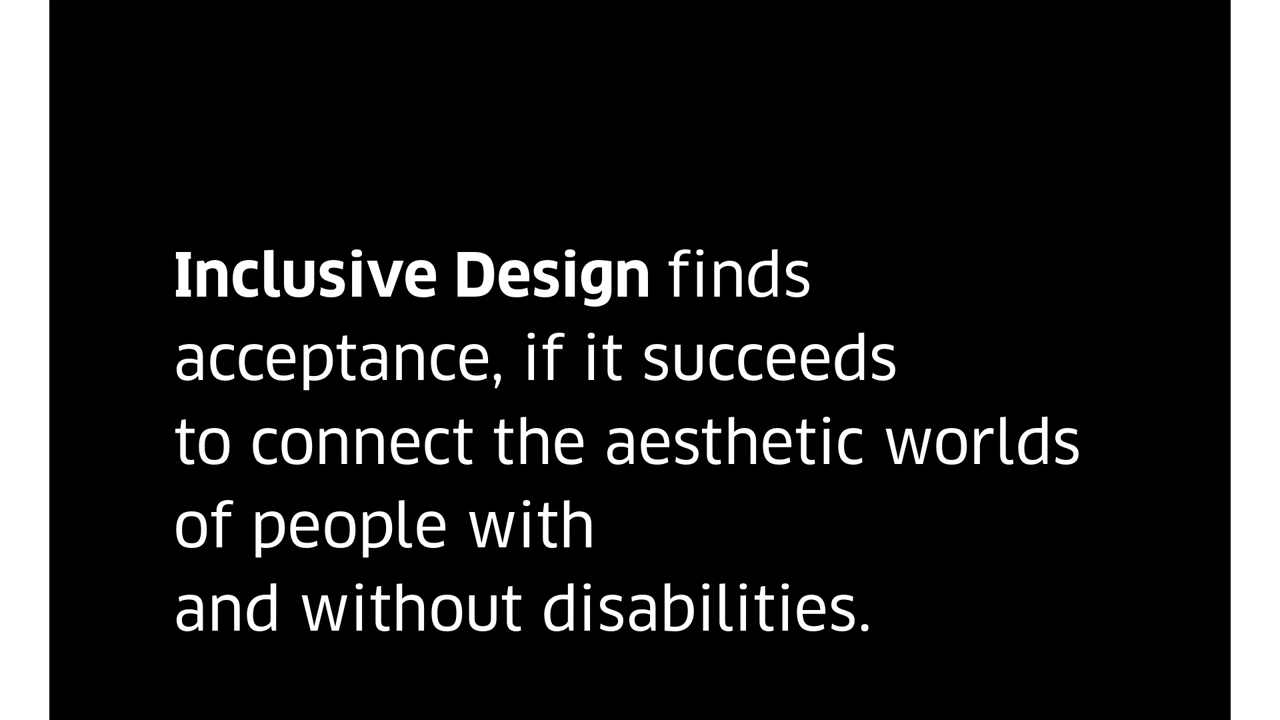 Inclusive Design finds
acceptance, if it succeeds
to connect the aesthetic worlds
of people with
and without disabilities.